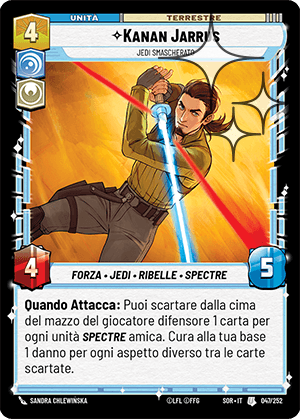 UNITÀ
TERRESTRE
4
✧KANAN JARRUS
JEDI SMASCHERATO
4
5
FORZA • JEDI • RIBELLE • SPECTRE
Quando Attacca: Puoi scartare dalla cima
del mazzo del giocatore difensore 1 carta per
ogni unità SPECTRE amica. Cura alla tua base
1 danno per ogni aspetto diverso tra le carte
scartate.
SANDRA CHLEWIŃSKA
©LFL ©FFG
SOR • IT
047/252